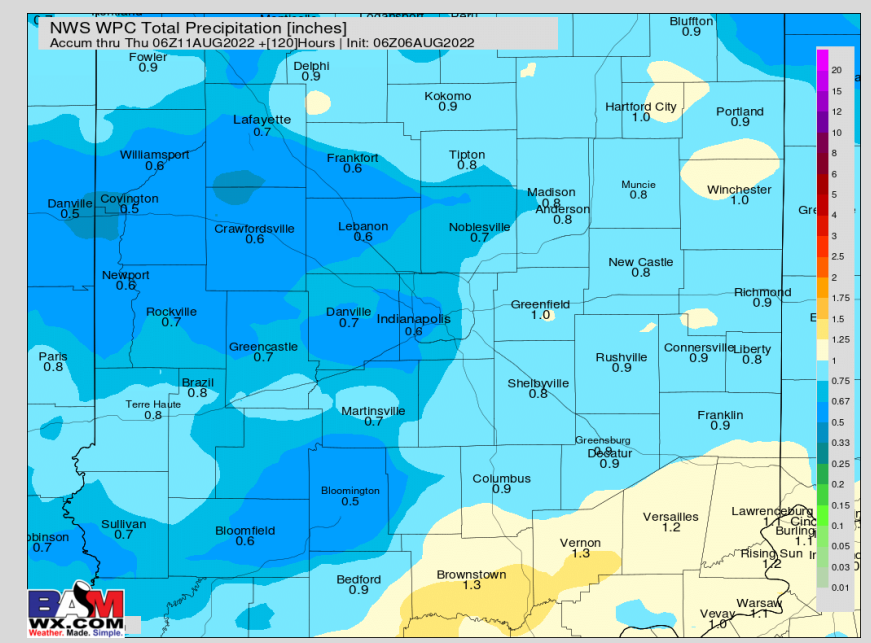 NWS WPC Total Precipitation [inches]
Accum thru Thu 06Z11AUG2022 +[120]Hours | Init: 06Z06AUG2022
Bluffton
0.9
Fowler
0.9
Delphi
0.9
Kokomo
0.9
Hartford City
1.0
Portland
0.9
Lafayette
0.7
Williamsport
0.6
Frankfort
0.6
Tipton
0.8
Muncie
0.8
Winchester
1.0
Danville
0.5
Covington
0.5
Madison
0.8
Anderson
0.8
Crawfordsville
0.6
Lebanon
0.6
Noblesville
0.7
New Castle
0.8
Newport
0.6
Richmond
0.9
Rockville
0.7
Danville
0.7
Indianapolis
0.6
Greenfield
1.0
Greencastle
0.7
Paris
0.8
Rushville
0.9
Connersville
0.9
Liberty
0.8
Brazil
0.8
Terre Haute
0.8
Martinsville
0.7
Shelbyville
0.8
Franklin
0.9
Greensburg
0.9
Decatur
0.9
Columbus
0.9
Bloomington
0.5
Sullivan
0.7
Bloomfield
0.6
obinson
0.7
Versailles
1.2
Lawrenceburg
1.1
Cinc
Burling
1.1
Vernon
1.3
Rising Sun
1.2
Bedford
0.9
Brownstown
1.3
Warsaw
1.1
Vevay
1.0
20
15
12
10
8
6
5
4
3
2.5
2
1.75
1.5
1.25
1
0.75
0.67
0.5
0.33
0.25
0.2
0.15
0.1
0.05
0.03
0.01
BAM
WX.COM
Weather. Made. Simple.